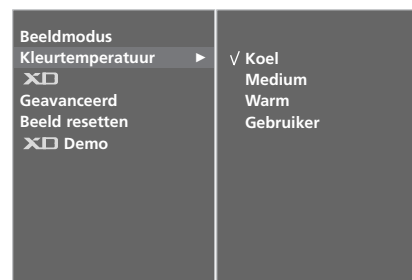 Beeldmodus
Kleurtemperatuur ►
XD
Geavanceerd
Beeld resetten
XD Demo
√ Koel
Medium
Warm
Gebruiker